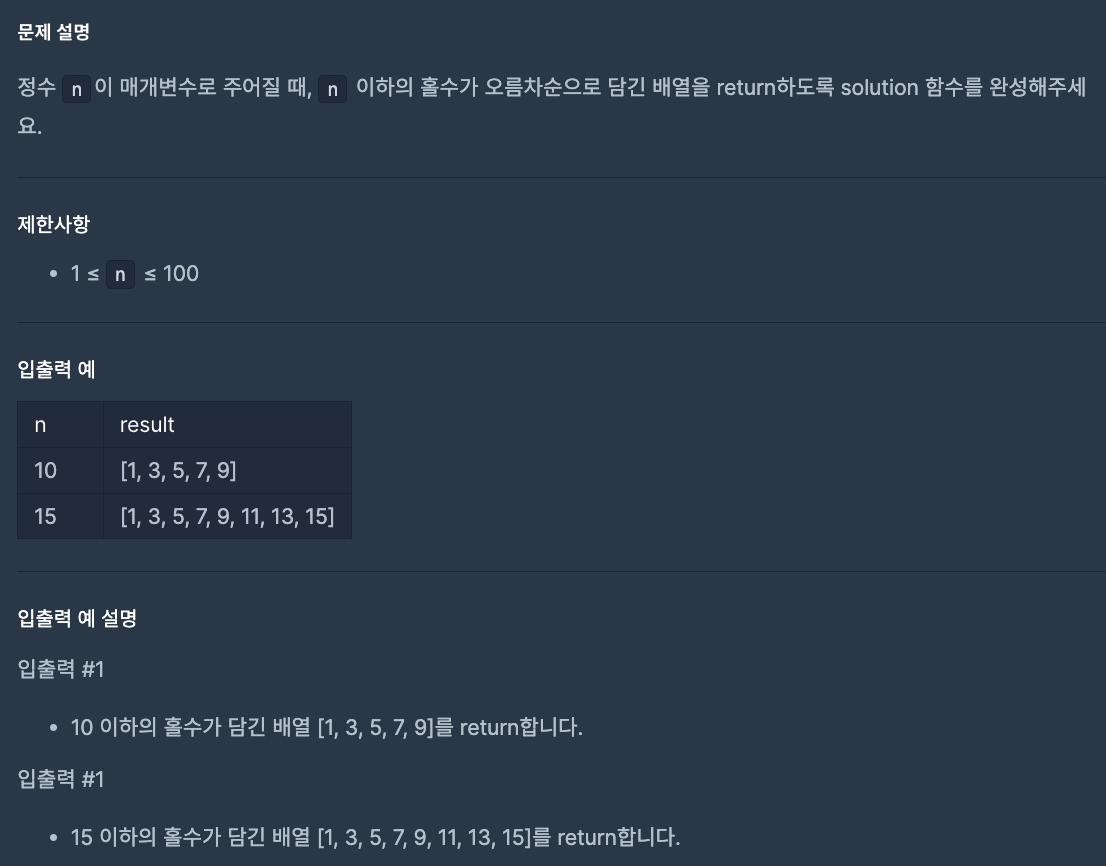 문제 설명
정수 n 이 매개변수로 주어질 때, n 이하의 홀수가 오름차순으로 담긴 배열을 return하도록 solution 함수를 완성해주세
요.
제한사항
• 1 ≤ n ≤ 100
입출력 예
n result
10 [1, 3, 5, 7, 9]
15 [1, 3, 5, 7, 9, 11, 13, 15]
입출력 예 설명
입출력 #1
• 10 이하의 홀수가 담긴 배열 [1, 3, 5, 7, 9]를 return합니다.
입출력 #1
• 15 이하의 홀수가 담긴 배열 [1, 3, 5, 7, 9, 11, 13, 15]를 return합니다.